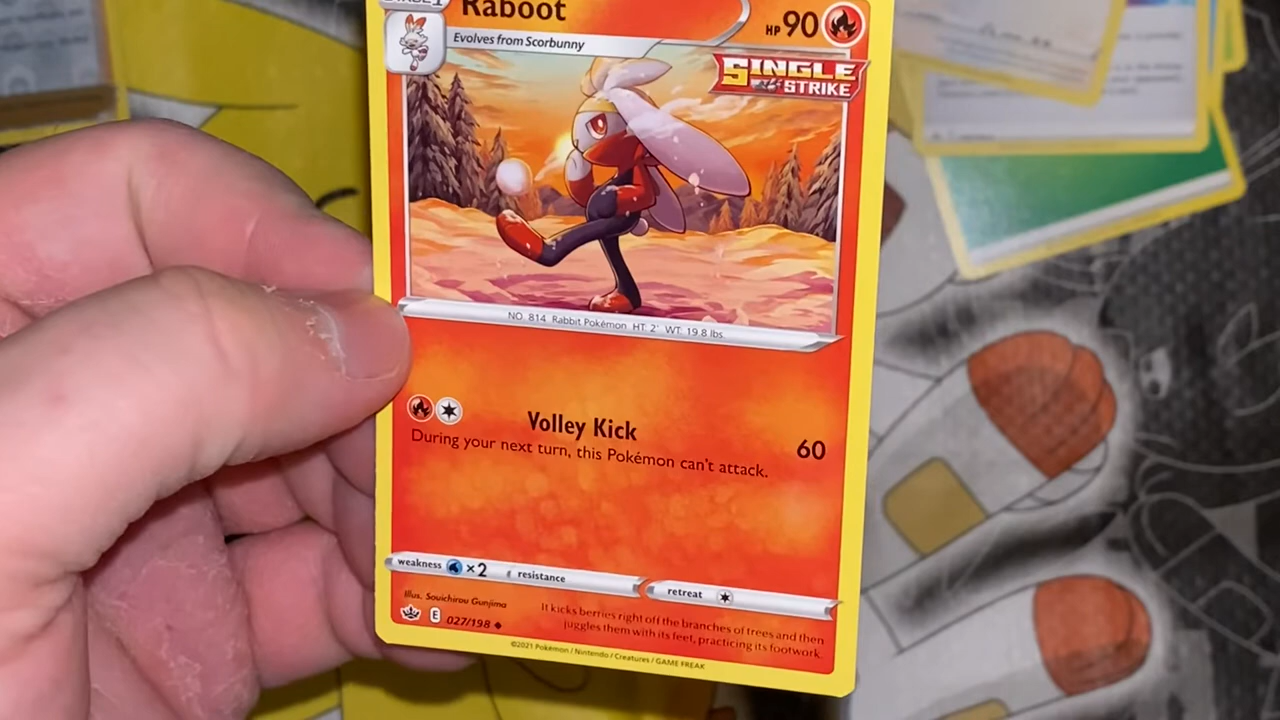 STAGE1
Raboot
HP 90
Evolves from Scorbunny
SINGLE
STRIKE
NO. 814 Rabbit Pokémon HT: 2' WT: 19.8 lbs.
Volley Kick
60
During your next turn, this Pokémon can't attack.
weakness ×2 resistance retreat
Illus. Souichirou Gunjima
E 027/198
It kicks berries right off the branches of trees and then
juggles them with its feet, practicing its footwork.
©2021 Pokémon / Nintendo / Creatures / GAME FREAK